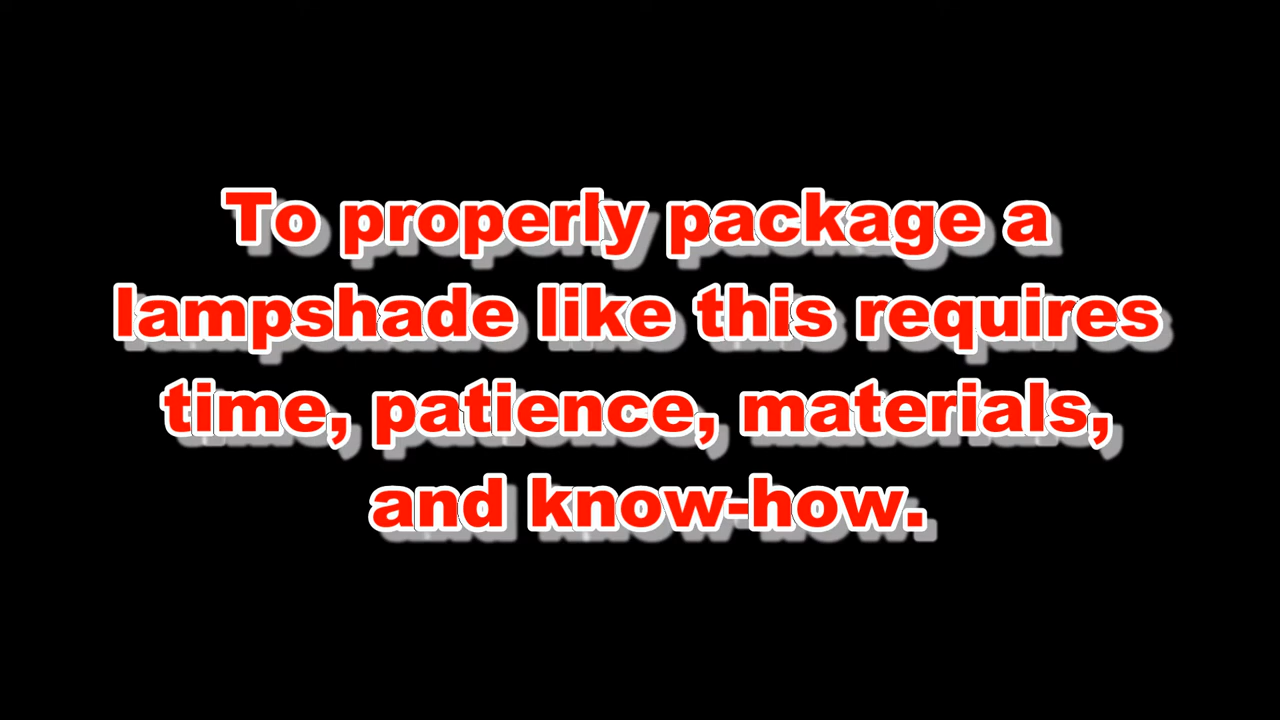 To properly package a
lampshade like this requires
time, patience, materials,
and know-how.